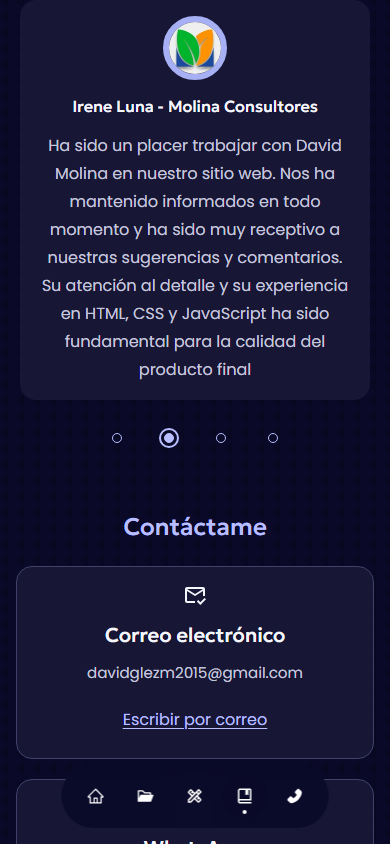 Irene Luna - Molina Consultores
Ha sido un placer trabajar con David
Molina en nuestro sitio web. Nos ha
mantenido informados en todo
momento y ha sido muy receptivo a
nuestras sugerencias y comentarios.
Su atención al detalle y su experiencia
en HTML, CSS y JavaScript ha sido
fundamental para la calidad del
producto final
Contáctame
Correo electrónico
davidglezm2015@gmail.com
Escribir por correo